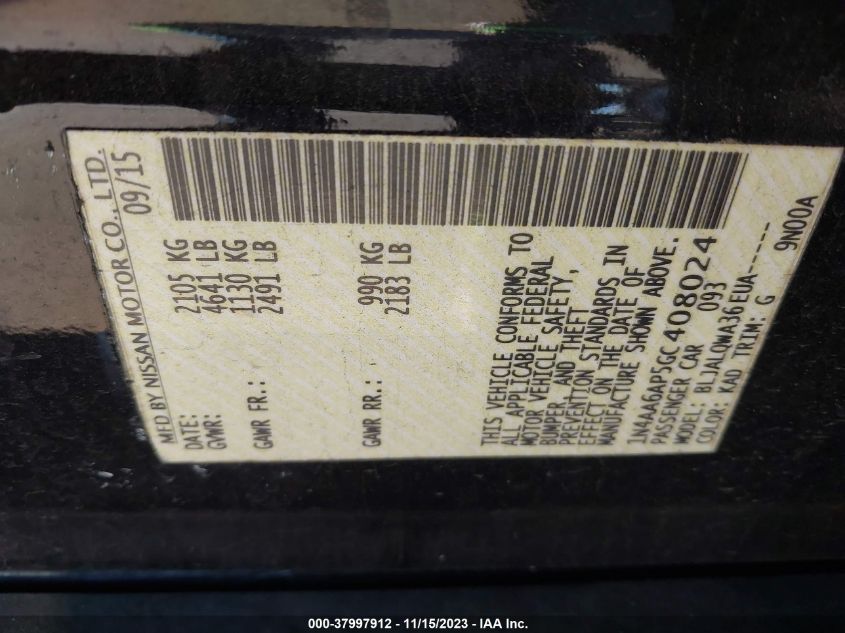 MFD BY NISSAN MOTOR CO., LTD.
DATE: 09/15
GVWR: 2105 KG
4641 LB
GAWR FR.: 1130 KG
2491 LB
GAWR RR.: 990 KG
2183 LB
THIS VEHICLE CONFORMS TO
ALL APPLICABLE FEDERAL
MOTOR VEHICLE SAFETY,
BUMPER, AND THEFT
PREVENTION STANDARDS IN
EFFECT ON THE DATE OF
MANUFACTURE SHOWN ABOVE.
1N4AA6AP5GC408024
PASSENGER CAR 093
MODEL: BLJALQWA36EUA------
COLOR: KAD TRIM: G 9N00A
000-37997912 - 11/15/2023 - IAA Inc.